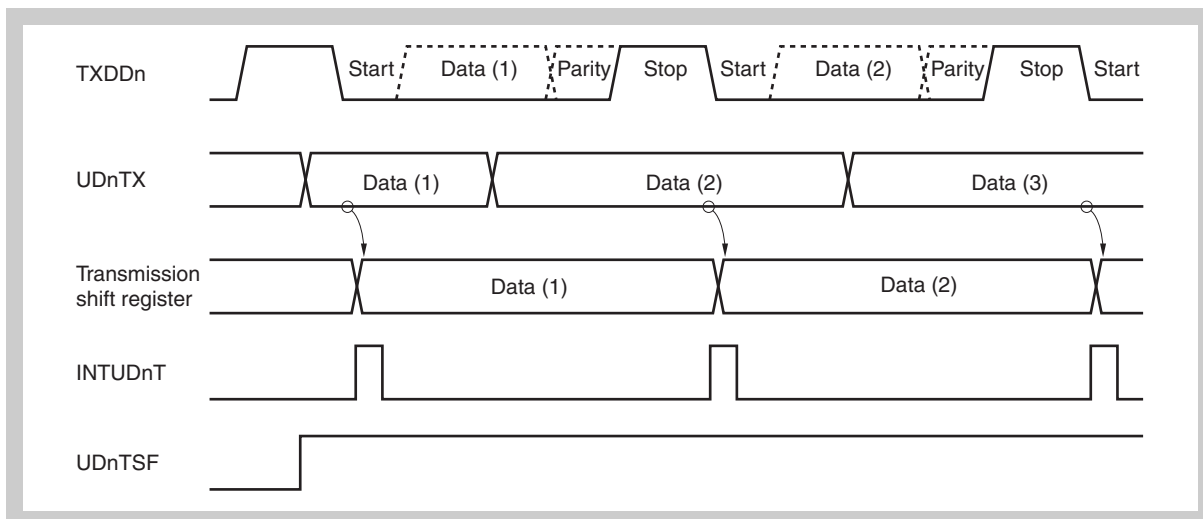 TXDDn Start Data (1) Parity Stop Start Data (2) Parity Stop Start
UDnTX Data (1) Data (2) Data (3)
Transmission
shift register Data (1) Data (2)
INTUDnT
UDnTSF